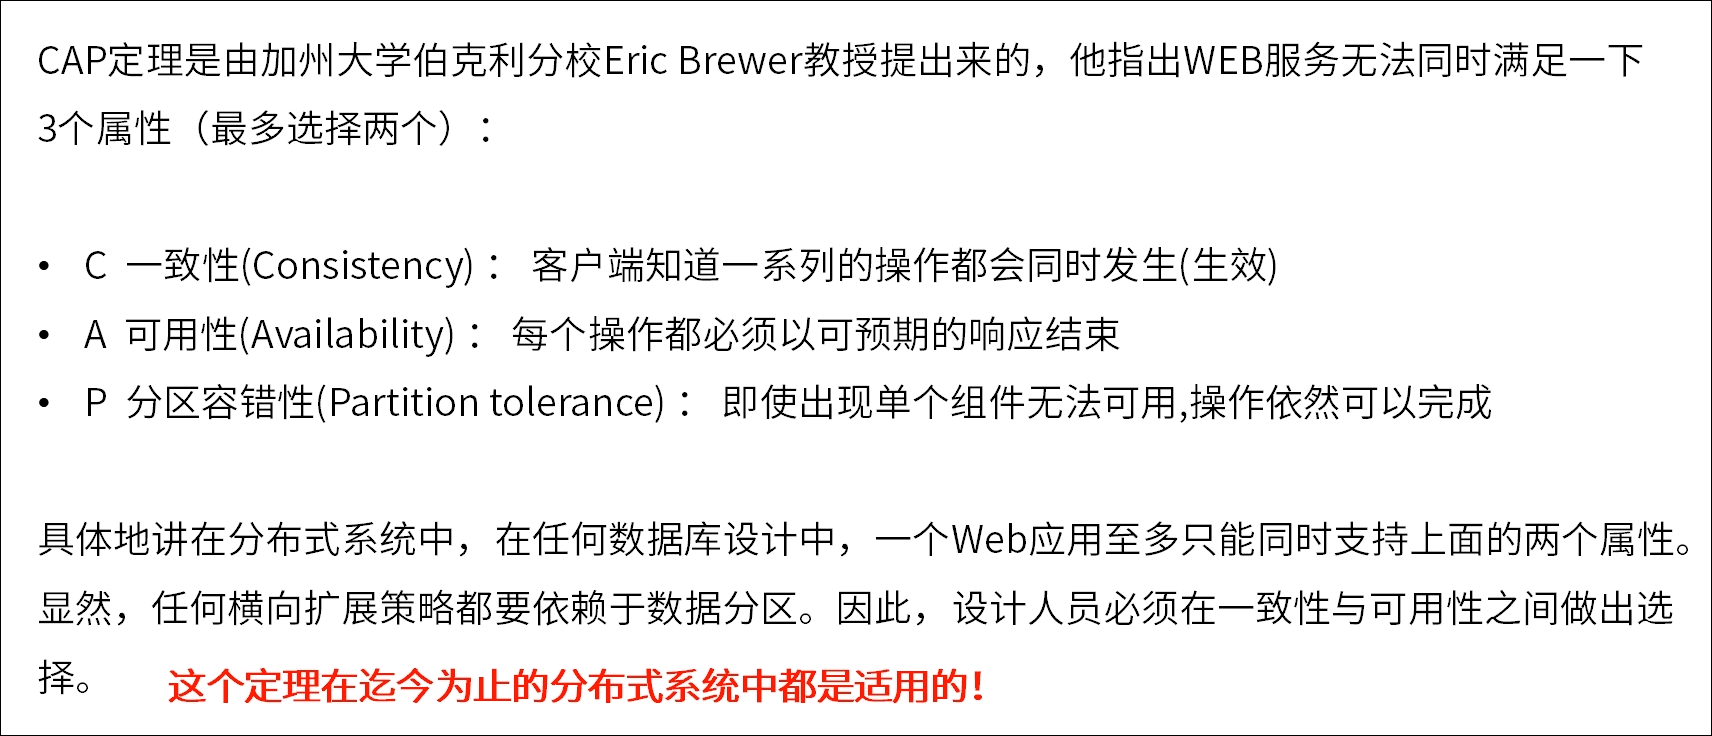 CAP定理是由加州大学伯克利分校Eric Brewer教授提出来的，他指出WEB服务无法同时满足一下
3个属性（最多选择两个）：
• C 一致性(Consistency)： 客户端知道一系列的操作都会同时发生(生效)
• A 可用性(Availability)： 每个操作都必须以可预期的响应结束
• P 分区容错性(Partition tolerance)： 即使出现单个组件无法可用,操作依然可以完成
具体地讲在分布式系统中，在任何数据库设计中，一个Web应用至多只能同时支持上面的两个属性。
显然，任何横向扩展策略都要依赖于数据分区。因此，设计人员必须在一致性与可用性之间做出选
择。 这个定理在迄今为止的分布式系统中都是适用的！